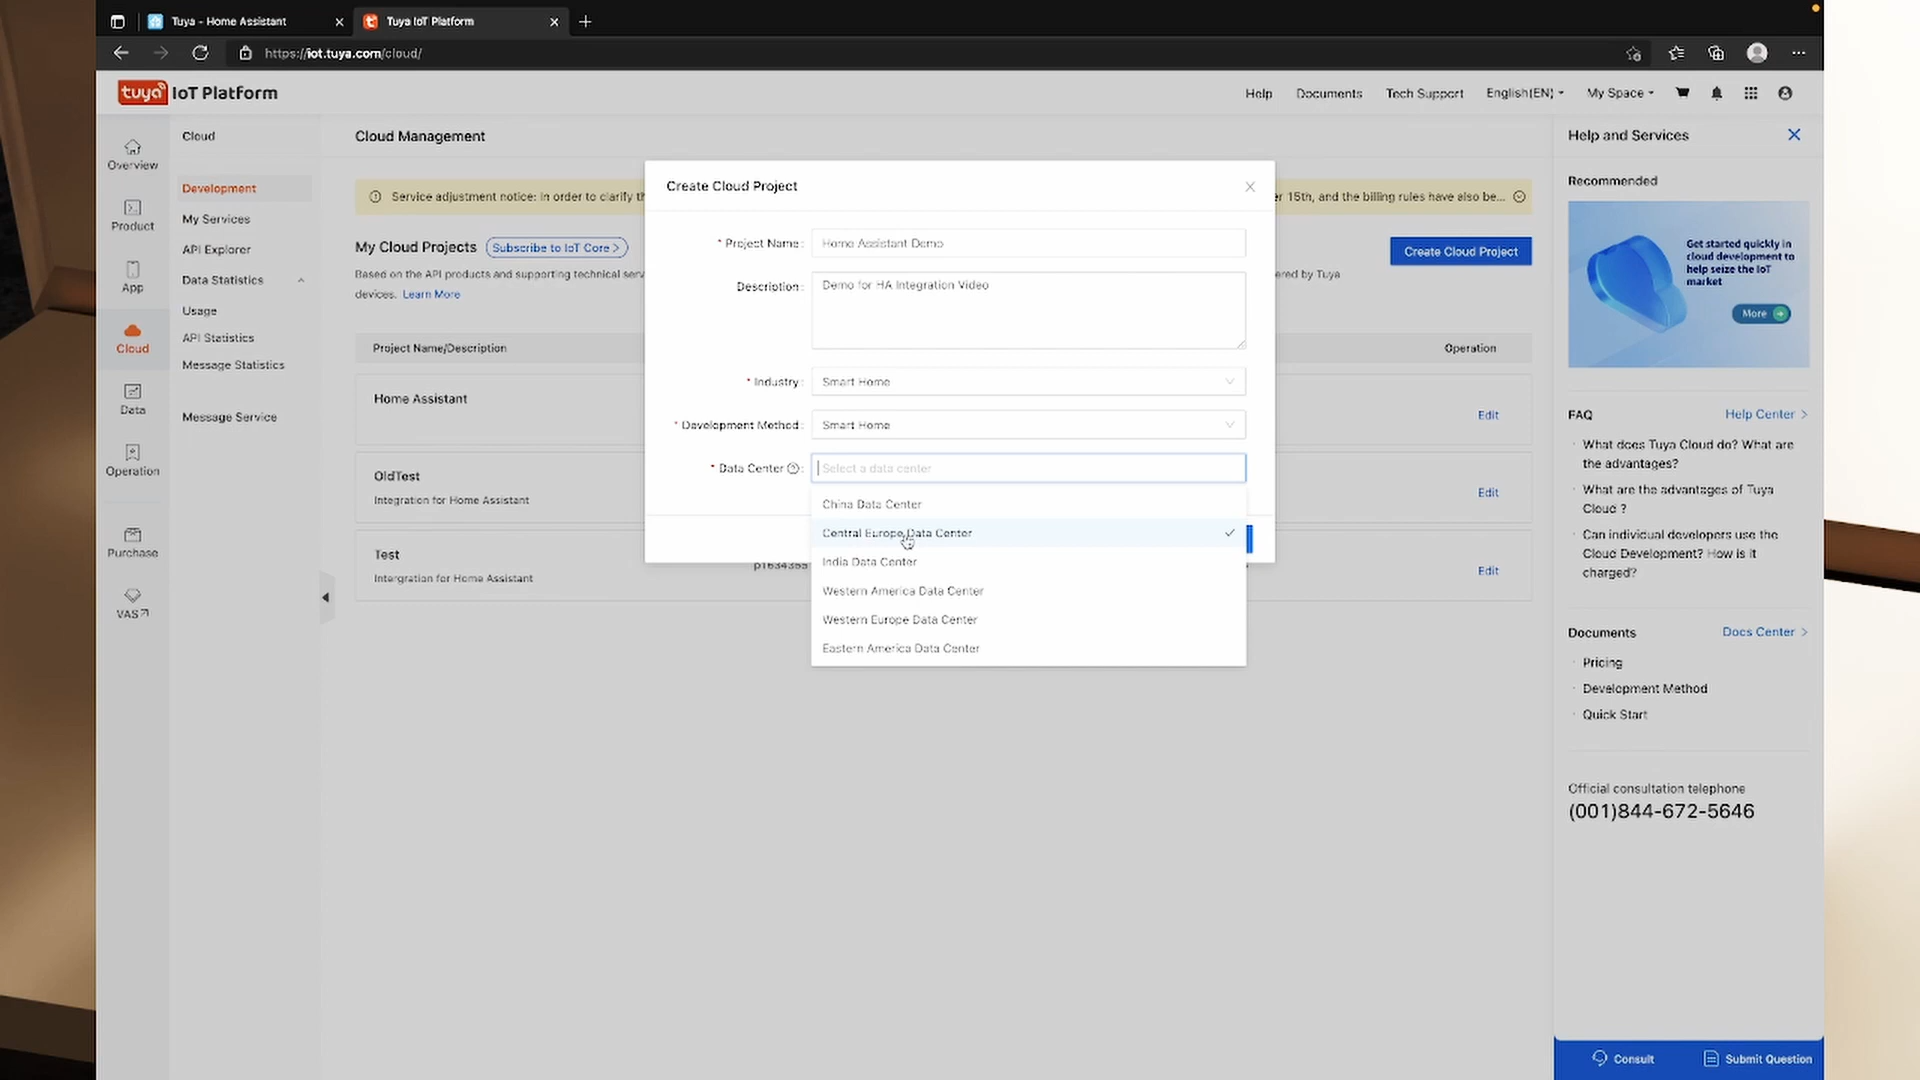 Tuya - Home Assistant
Tuya IoT Platform
https://iot.tuya.com/cloud/
tuya IoT Platform
Help
Documents
Tech Support
English(EN)
My Space
Overview
Product
App
Cloud
Data
Operation
Purchase
VAS
Cloud
Development
My Services
API Explorer
Data Statistics
Usage
API Statistics
Message Statistics
Message Service
Cloud Management
Service adjustment notice: In order to clarify th
r 15th, and the billing rules have also be...
My Cloud Projects
Subscribe to IoT Core >
Create Cloud Project
Based on the API products and supporting technical serv
ered by Tuya
devices. Learn More
Project Name/Description
Operation
Home Assistant
Edit
OldTest
Integration for Home Assistant
Edit
Test
Intergration for Home Assistant
Edit
Create Cloud Project
* Project Name:
Home Assistant Demo
Description:
Demo for HA Integration Video
* Industry:
Smart Home
* Development Method:
Smart Home
* Data Center ? :
Select a data center
China Data Center
Central Europe Data Center
India Data Center
Western America Data Center
Western Europe Data Center
Eastern America Data Center
Help and Services
Recommended
Get started quickly in
cloud development to
help seize the IoT
market
More
FAQ
Help Center >
What does Tuya Cloud do? What are
the advantages?
What are the advantages of Tuya
Cloud ?
Can individual developers use the
Cloud Development? How is it
charged?
Documents
Docs Center >
Pricing
Development Method
Quick Start
Official consultation telephone
(001)844-672-5646
Consult
Submit Question